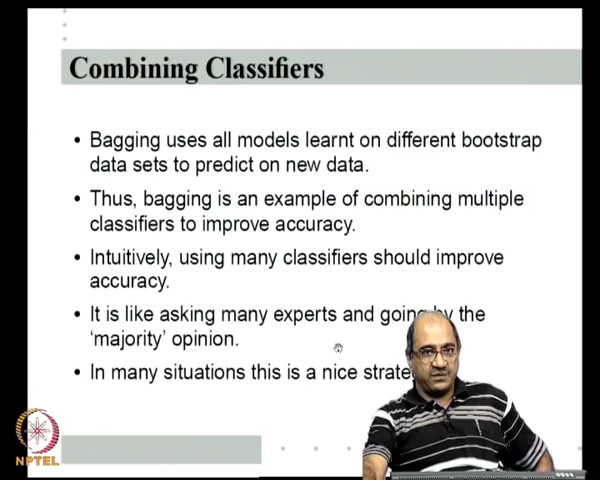 Combining Classifiers
• Bagging uses all models learnt on different bootstrap
data sets to predict on new data.
• Thus, bagging is an example of combining multiple
classifiers to improve accuracy.
• Intuitively, using many classifiers should improve
accuracy.
• It is like asking many experts and going by the
‘majority’ opinion.
• In many situations this is a nice
NPTEL